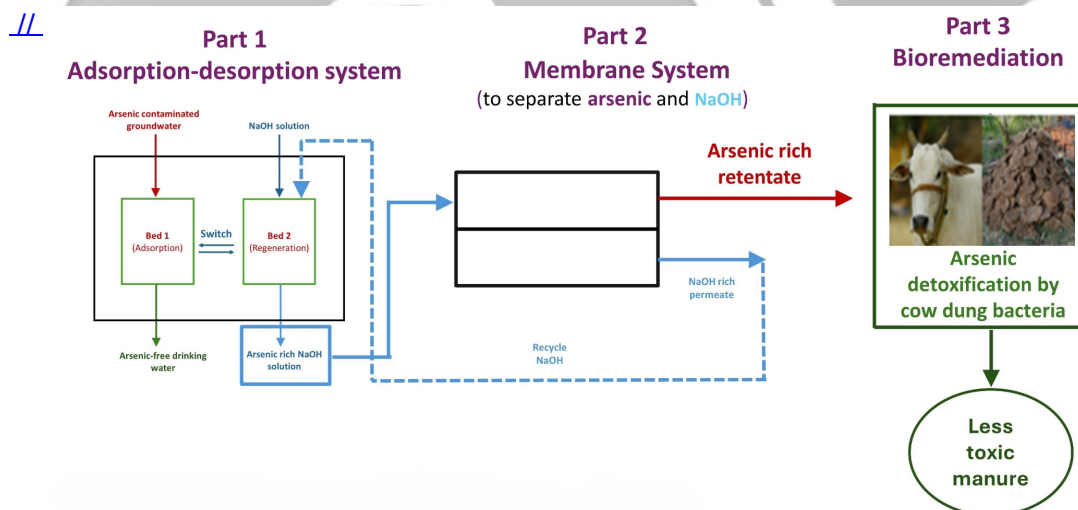 //
Part 1
Adsorption-desorption system
Part 2
Membrane System
(to separate arsenic and NaOH)
Part 3
Bioremediation
Arsenic contaminated
groundwater
NaOH solution
Bed 1
(Adsorption)
Switch
Bed 2
(Regeneration)
Arsenic-free drinking
water
Arsenic rich NaOH
solution
Arsenic rich
retentate
NaOH rich
permeate
Recycle
NaOH
Arsenic
detoxification by
cow dung bacteria
Less
toxic
manure